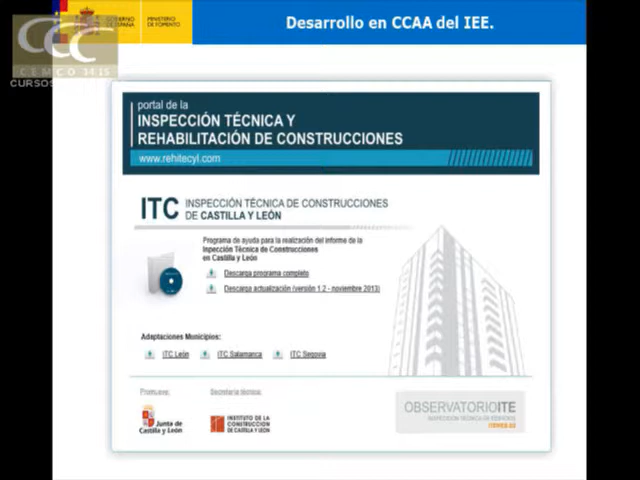 GOBIERNO
DE ESPAÑA
MINISTERIO
DE FOMENTO
Desarrollo en CCAA del IEE.
CEMCO
CURSOS
portal de la
INSPECCIÓN TÉCNICA Y
REHABILITACIÓN DE CONSTRUCCIONES
www.rehitecyl.com
ITC INSPECCIÓN TÉCNICA DE CONSTRUCCIONES
DE CASTILLA Y LEÓN
Programa de ayuda para la realización del informe de la
Inspección Técnica de Construcciones
en Castilla y León
Descarga programa completo
Descarga actualización (versión 1.2 - noviembre 2013)
Adaptaciones Municipios:
ITC León ITC Salamanca ITC Segovia
Promueve: Secretaría técnica:
Junta de
Castilla y León
INSTITUTO DE LA
CONSTRUCCIÓN
DE CASTILLA Y LEÓN
OBSERVATORIOITE
INSPECCIÓN TÉCNICA DE EDIFICIOS